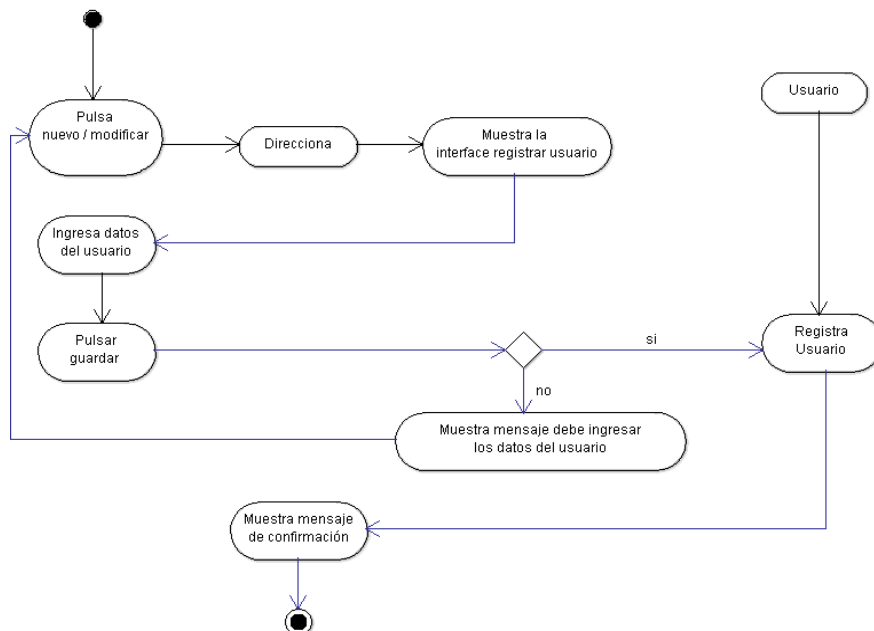 Pulsa
nuevo / modificar
Direcciona
Muestra la
interface registrar usuario
Usuario
Ingresa datos
del usuario
Pulsar
guardar
si
Registra
Usuario
no
Muestra mensaje debe ingresar
los datos del usuario
Muestra mensaje
de confirmación